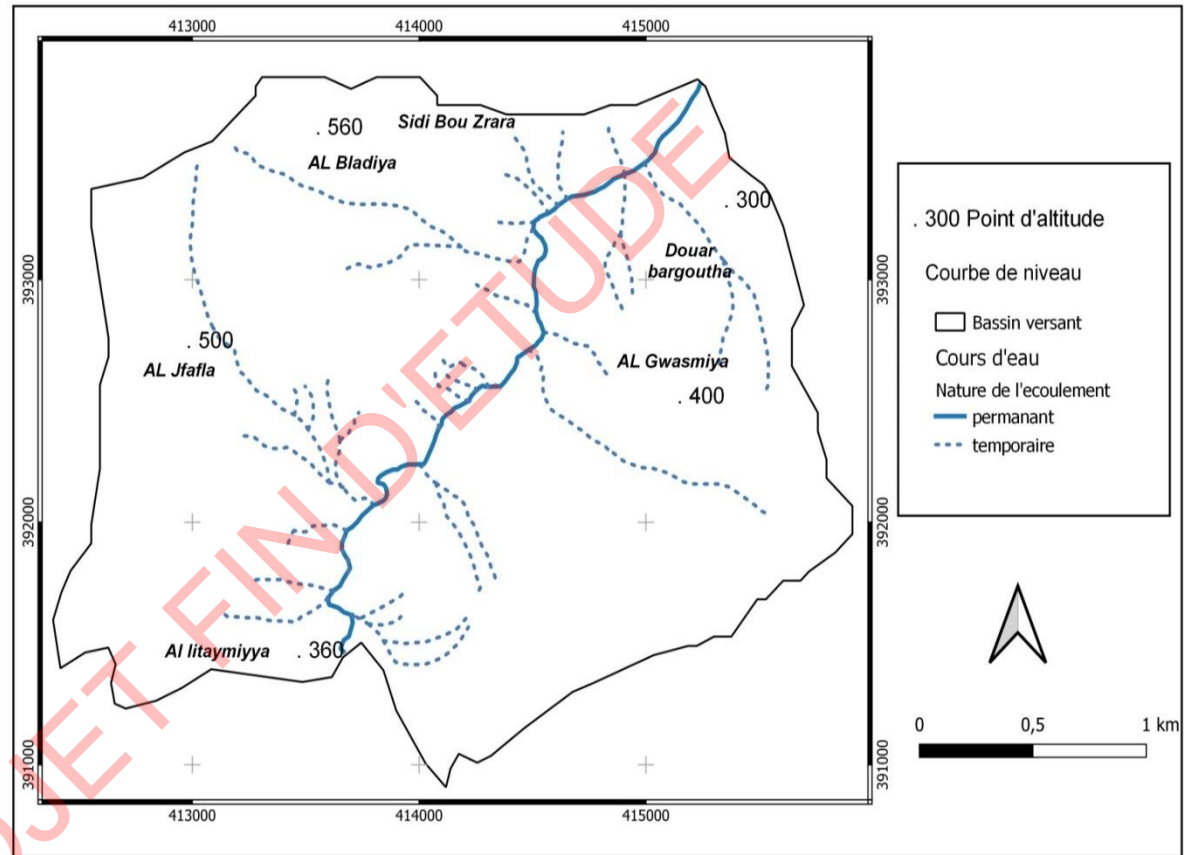 413000
414000
415000
. 560
Sidi Bou Zrara
AL Bladiya
. 300
Douar
bargoutha
393000
393000
. 500
AL Jfafla
AL Gwasmiya
. 400
392000
392000
Al litaymiyya
. 360
391000
391000
413000
414000
415000
. 300 Point d'altitude
Courbe de niveau
Bassin versant
Cours d'eau
Nature de l'ecoulement
permanant
temporaire
0
0,5
1 km
OJET FIN D'ETUDE